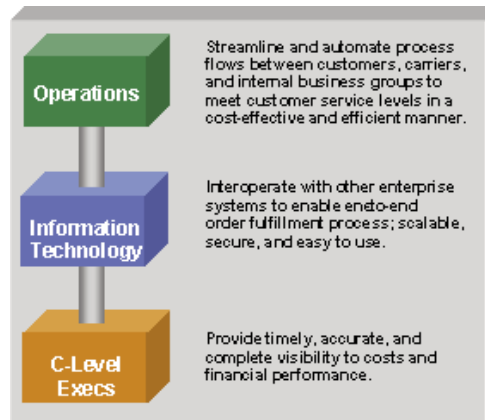 Operations
Streamline and automate process
flows between customers, carriers,
and internal business groups to
meet customer service levels in a
cost-effective and efficient manner.
Information
Technology
Interoperate with other enterprise
systems to enable eneto-end
order fulfillment process; scalable,
secure, and easy to use.
C-Level
Execs
Provide timely, accurate, and
complete visibility to costs and
financial performance.